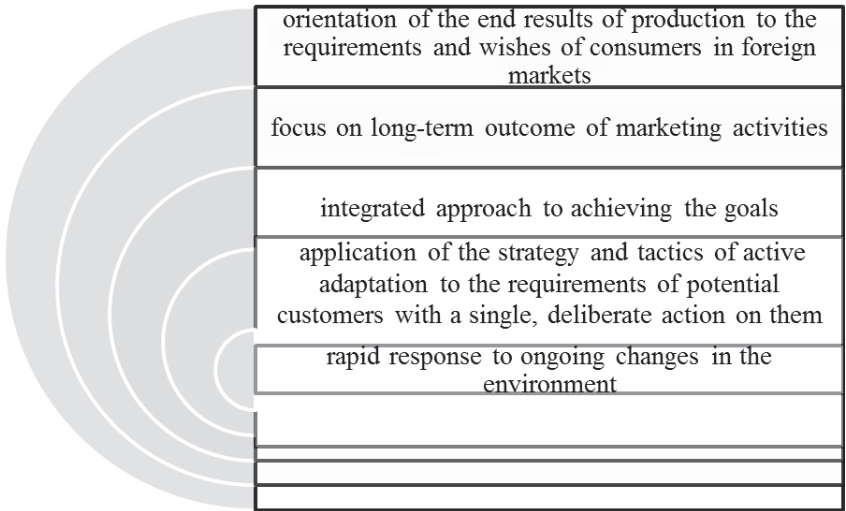 orientation of the end results of production to the
requirements and wishes of consumers in foreign
markets
focus on long-term outcome of marketing activities
integrated approach to achieving the goals
application of the strategy and tactics of active
adaptation to the requirements of potential
customers with a single, deliberate action on them
rapid response to ongoing changes in the
environment